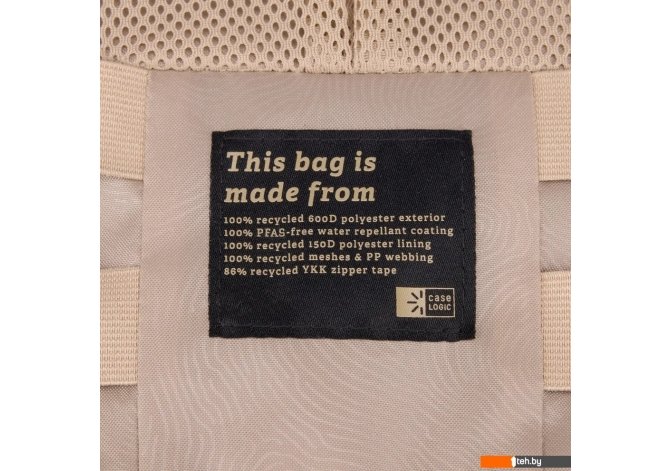 This bag is
made from
100% recycled 600D polyester exterior
100% PFAS-free water repellant coating
100% recycled 150D polyester lining
100% recycled meshes & PP webbing
86% recycled YKK zipper tape
case
LOGIC
1teh.by